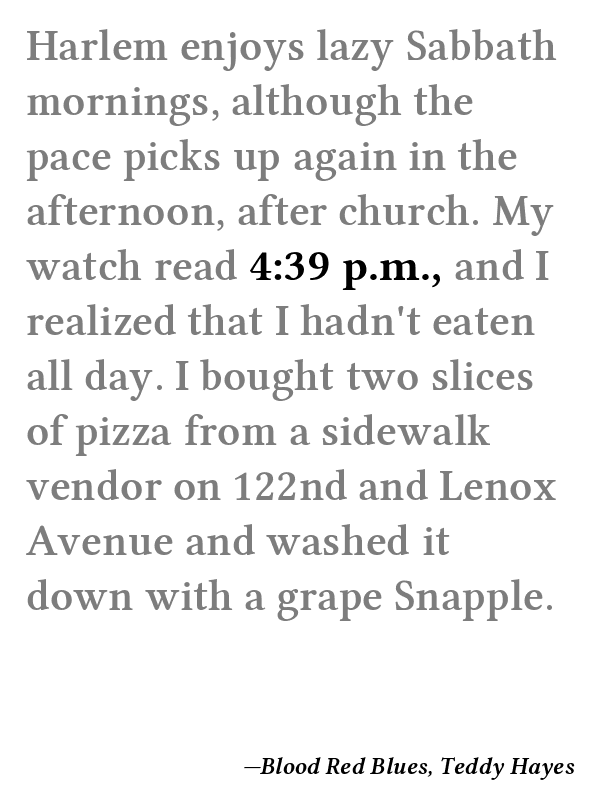 Harlem enjoys lazy Sabbath
mornings, although the
pace picks up again in the
afternoon, after church. My
watch read 4:39 p.m., and I
realized that I hadn't eaten
all day. I bought two slices
of pizza from a sidewalk
vendor on 122nd and Lenox
Avenue and washed it
down with a grape Snapple.
—Blood Red Blues, Teddy Hayes